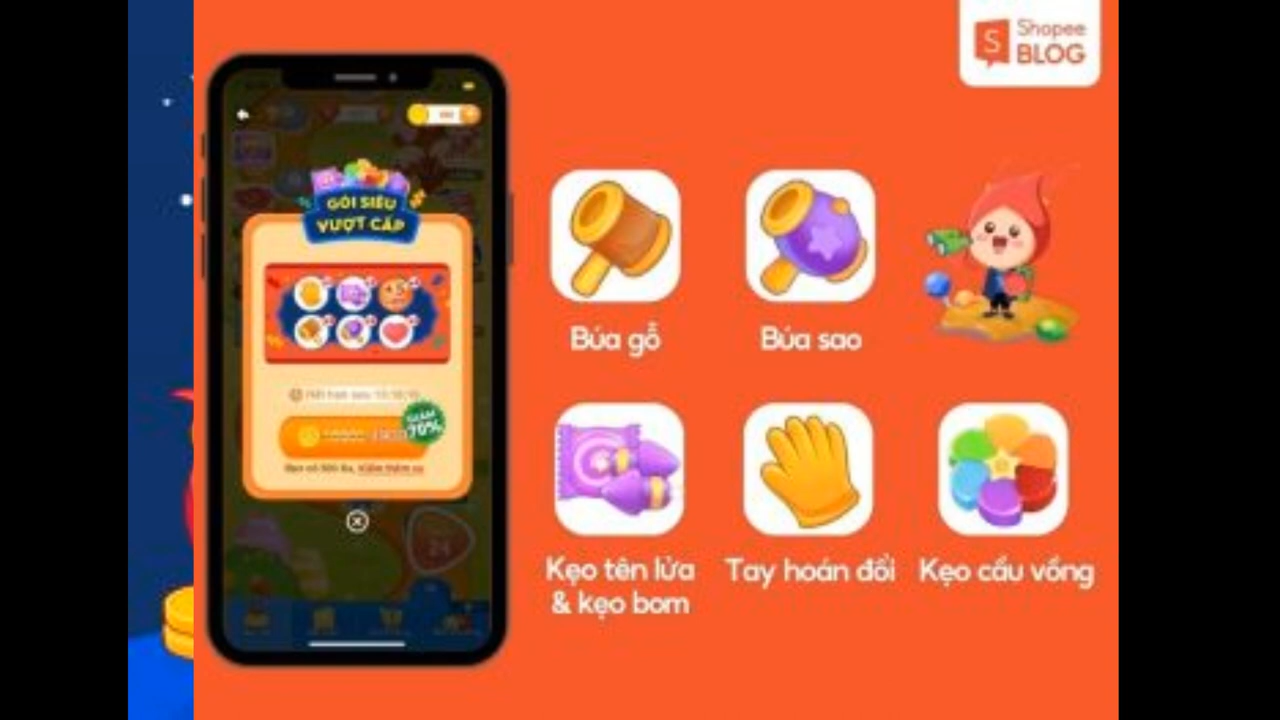 Shopee
BLOG
GÓI SIÊU
VƯỢT CẤP
GIẢM
70%
Búa gỗ
Búa sao
Kẹo tên lửa
& kẹo bom
Tay hoán đổi
Kẹo cầu vồng